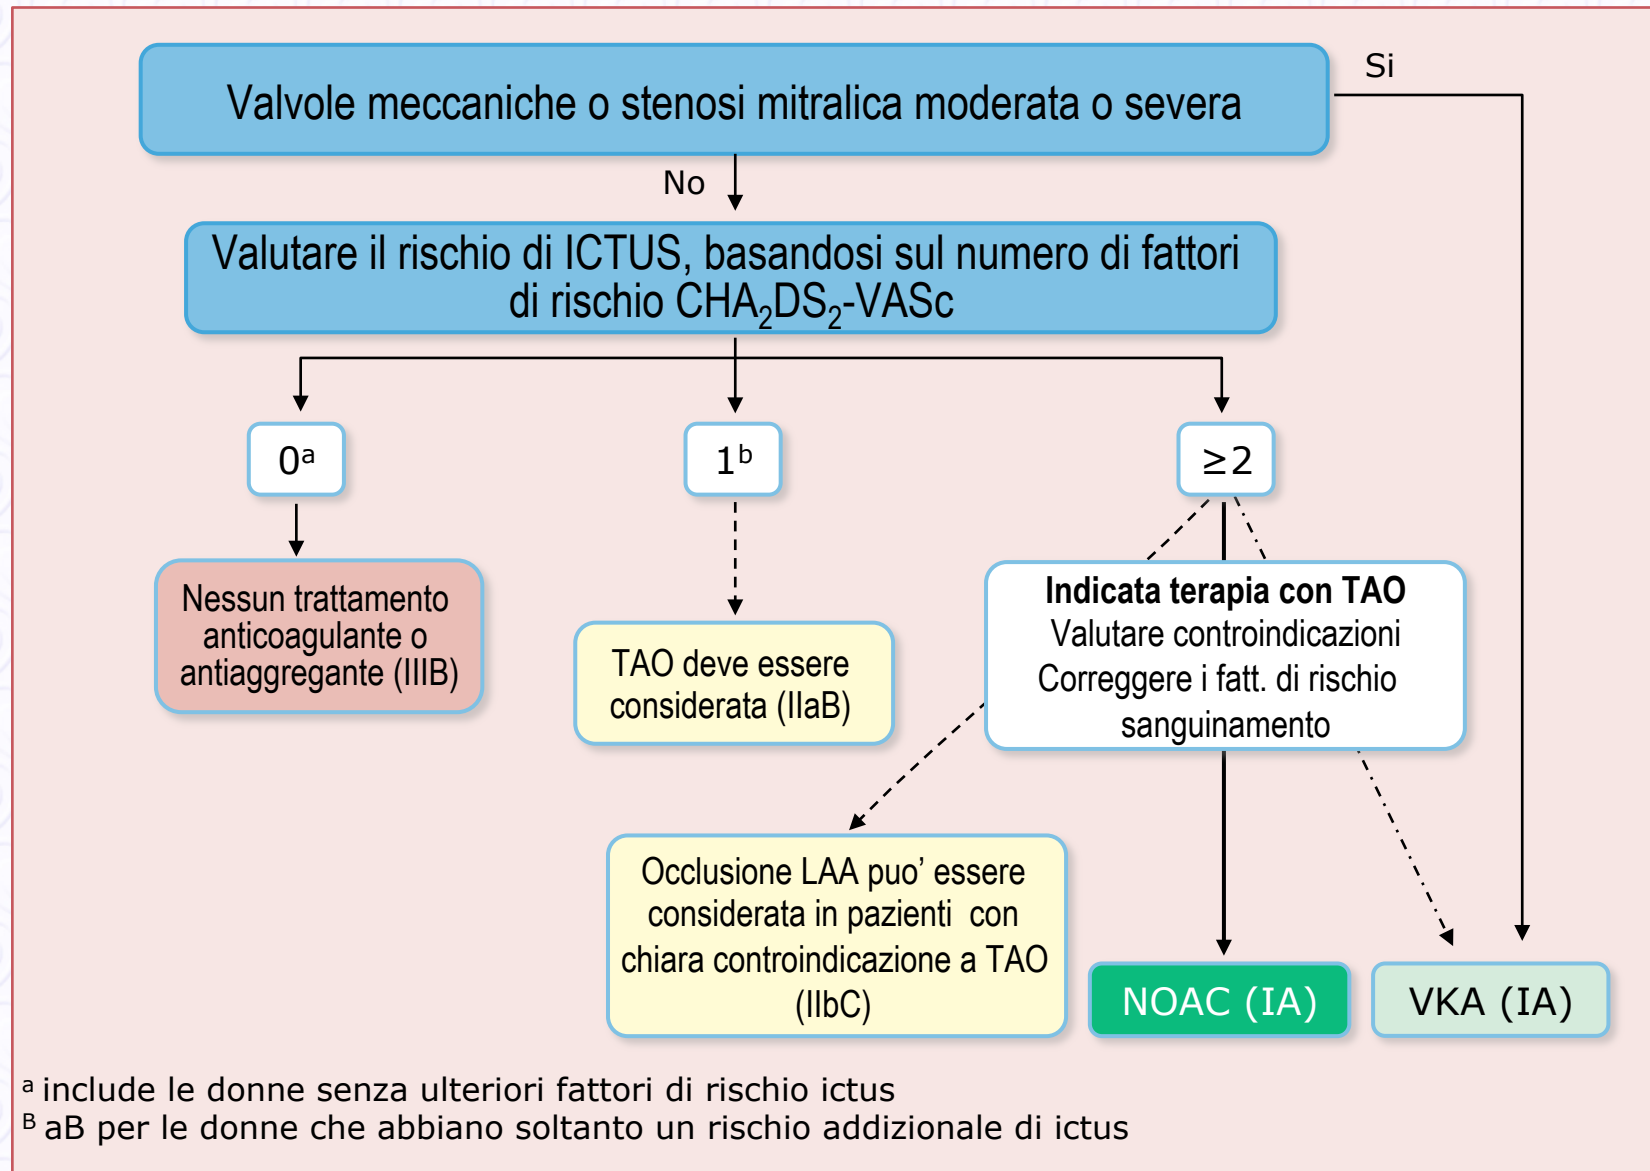 Si
Valvole meccaniche o stenosi mitralica moderata o severa
No
Valutare il rischio di ICTUS, basandosi sul numero di fattori
di rischio CHA₂DS₂-VASc
0ᵃ
1ᵇ
≥2
Nessun trattamento
anticoagulante o
antiaggregante (IIIB)
TAO deve essere
considerata (IIaB)
Indicata terapia con TAO
Valutare controindicazioni
Correggere i fatt. di rischio
sanguinamento
Occlusione LAA puo’ essere
considerata in pazienti con
chiara controindicazione a TAO
(IIbC)
NOAC (IA)
VKA (IA)
ᵃ include le donne senza ulteriori fattori di rischio ictus
ᴮ aB per le donne che abbiano soltanto un rischio addizionale di ictus